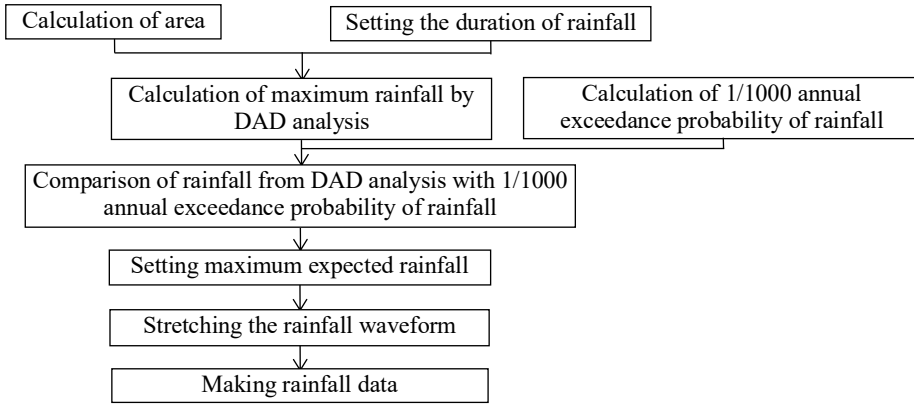 Calculation of area
Setting the duration of rainfall
Calculation of maximum rainfall by
DAD analysis
Calculation of 1/1000 annual
exceedance probability of rainfall
Comparison of rainfall from DAD analysis with 1/1000
annual exceedance probability of rainfall
Setting maximum expected rainfall
Stretching the rainfall waveform
Making rainfall data